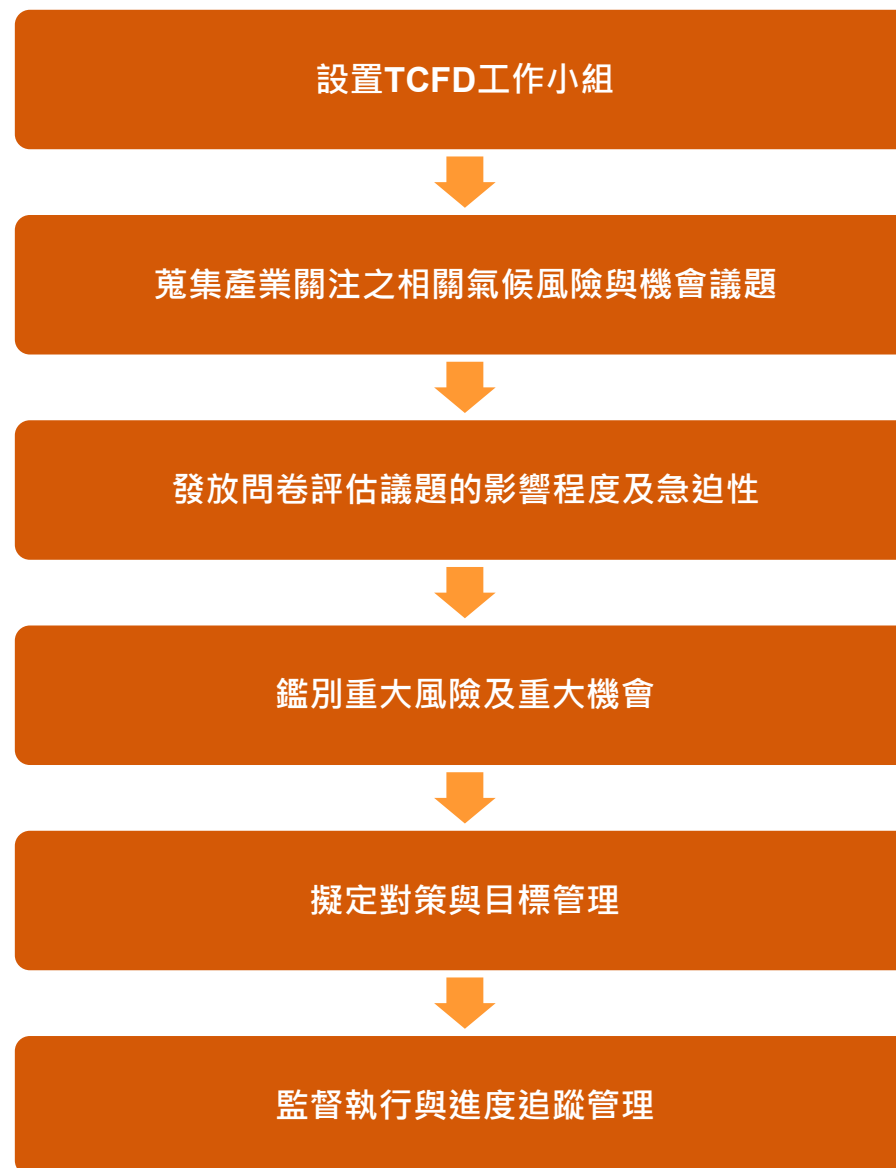 設置TCFD工作小組
蒐集產業關注之相關氣候風險與機會議題
發放問卷評估議題的影響程度及急迫性
鑑別重大風險及重大機會
擬定對策與目標管理
監督執行與進度追蹤管理